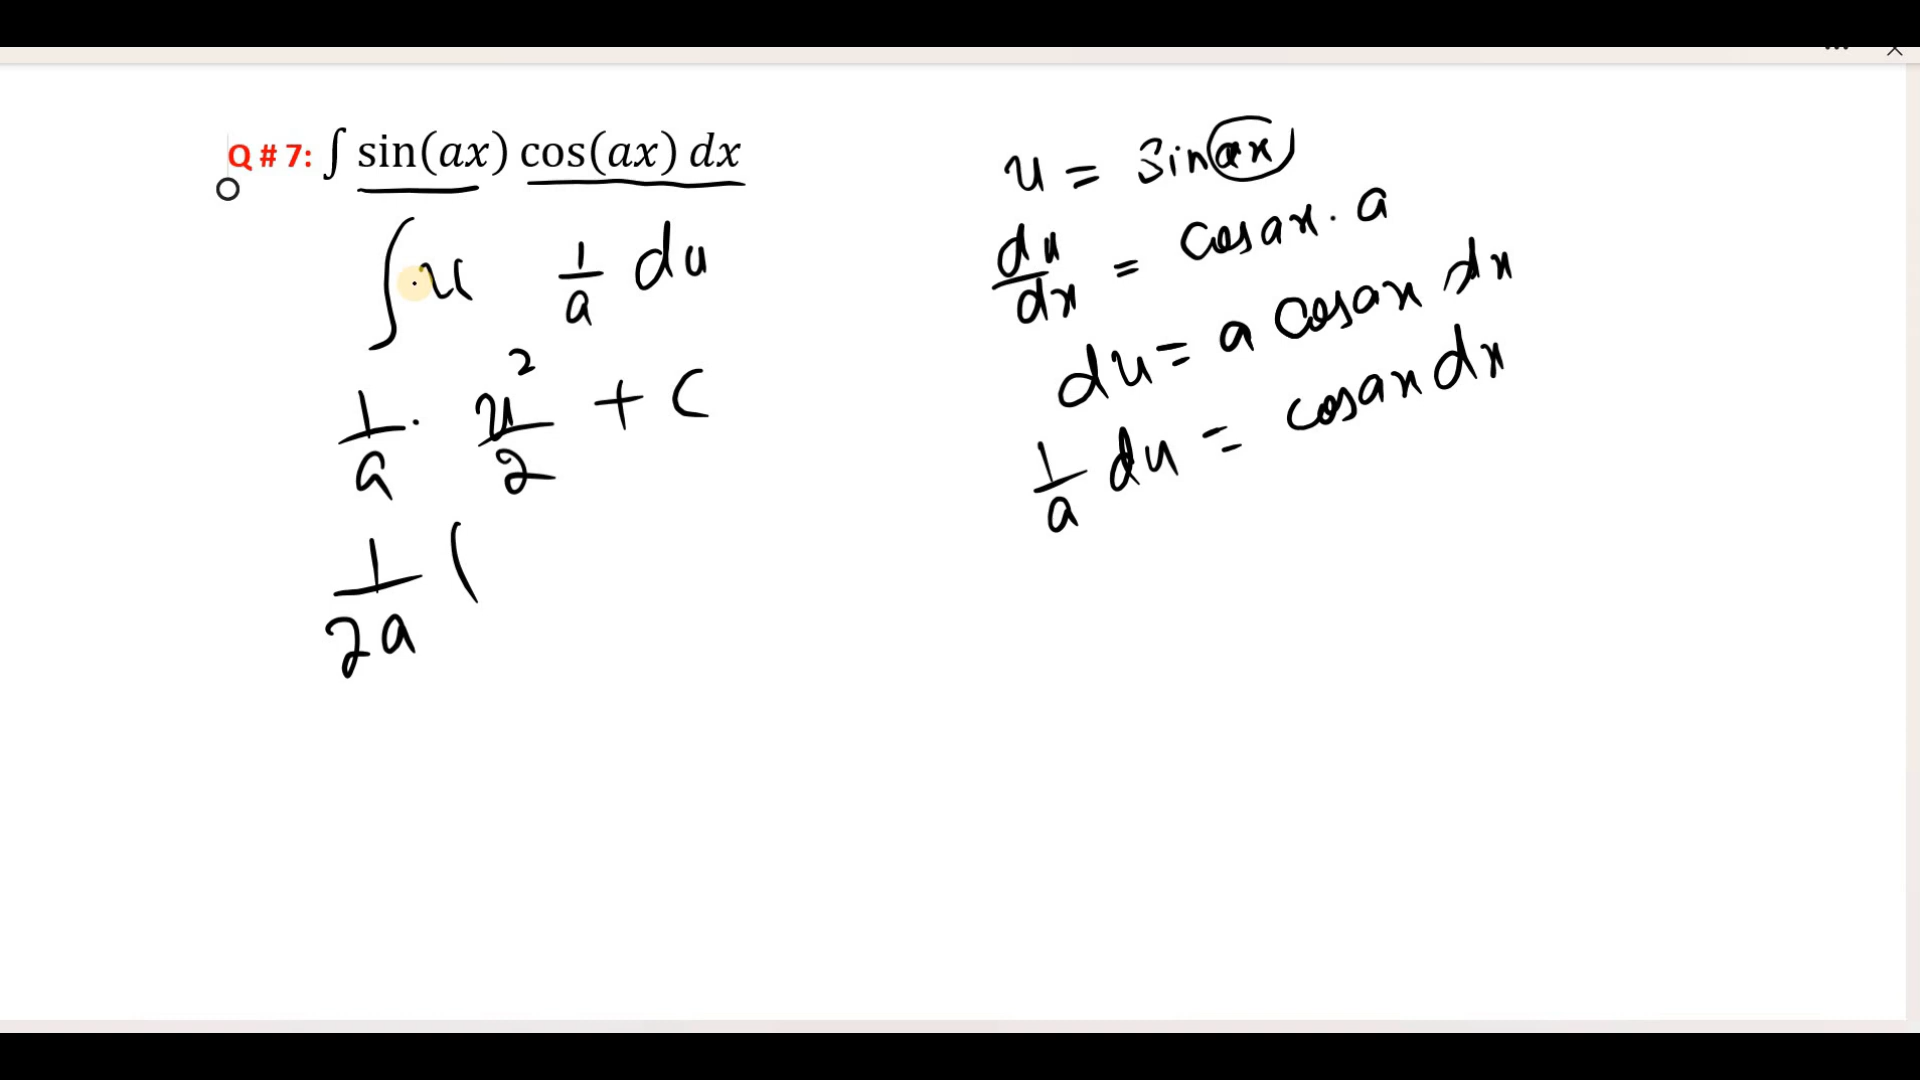 Q # 7: ∫ sin(ax) cos(ax) dx
∫ u 1/a du
1/a · u²/2 + C
1/2a (
u = Sin ax
du/dx = Cosax · a
du = a Cosax dx
1/a du = Cosax dx